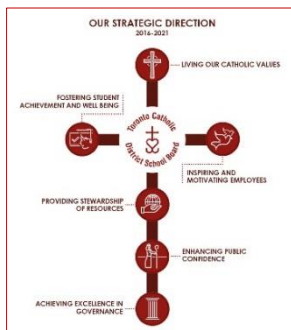 OUR STRATEGIC DIRECTION
2016-2021
LIVING OUR CATHOLIC VALUES
FOSTERING STUDENT
ACHIEVEMENT AND WELL BEING
Toronto Catholic
District School Board
INSPIRING AND
MOTIVATING EMPLOYEES
PROVIDING STEWARDSHIP
OF RESOURCES
ENHANCING PUBLIC
CONFIDENCE
ACHIEVING EXCELLENCE IN
GOVERNANCE